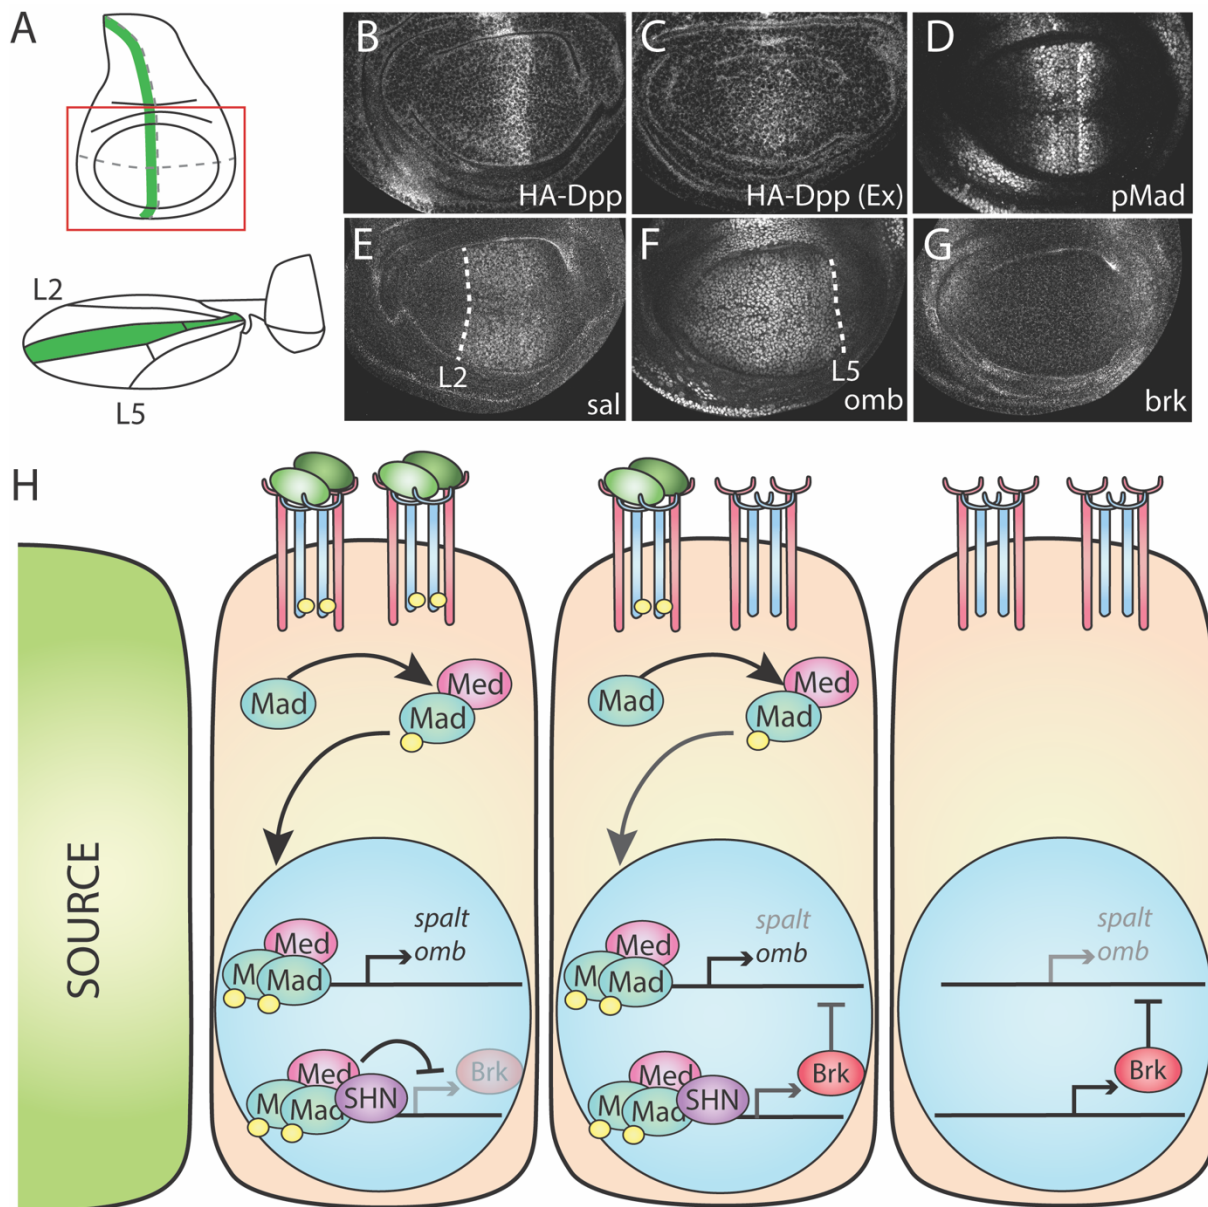 A
L2
L5
B
HA-Dpp
C
HA-Dpp (Ex)
D
pMad
E
L2
sal
F
L5
omb
G
brk
H
SOURCE
Mad
Med
Mad
Med
M
Mad
spalt
omb
Med
M
Mad
SHN
Brk
Mad
Med
Mad
Med
M
Mad
spalt
omb
Med
M
Mad
SHN
Brk
spalt
omb
Brk